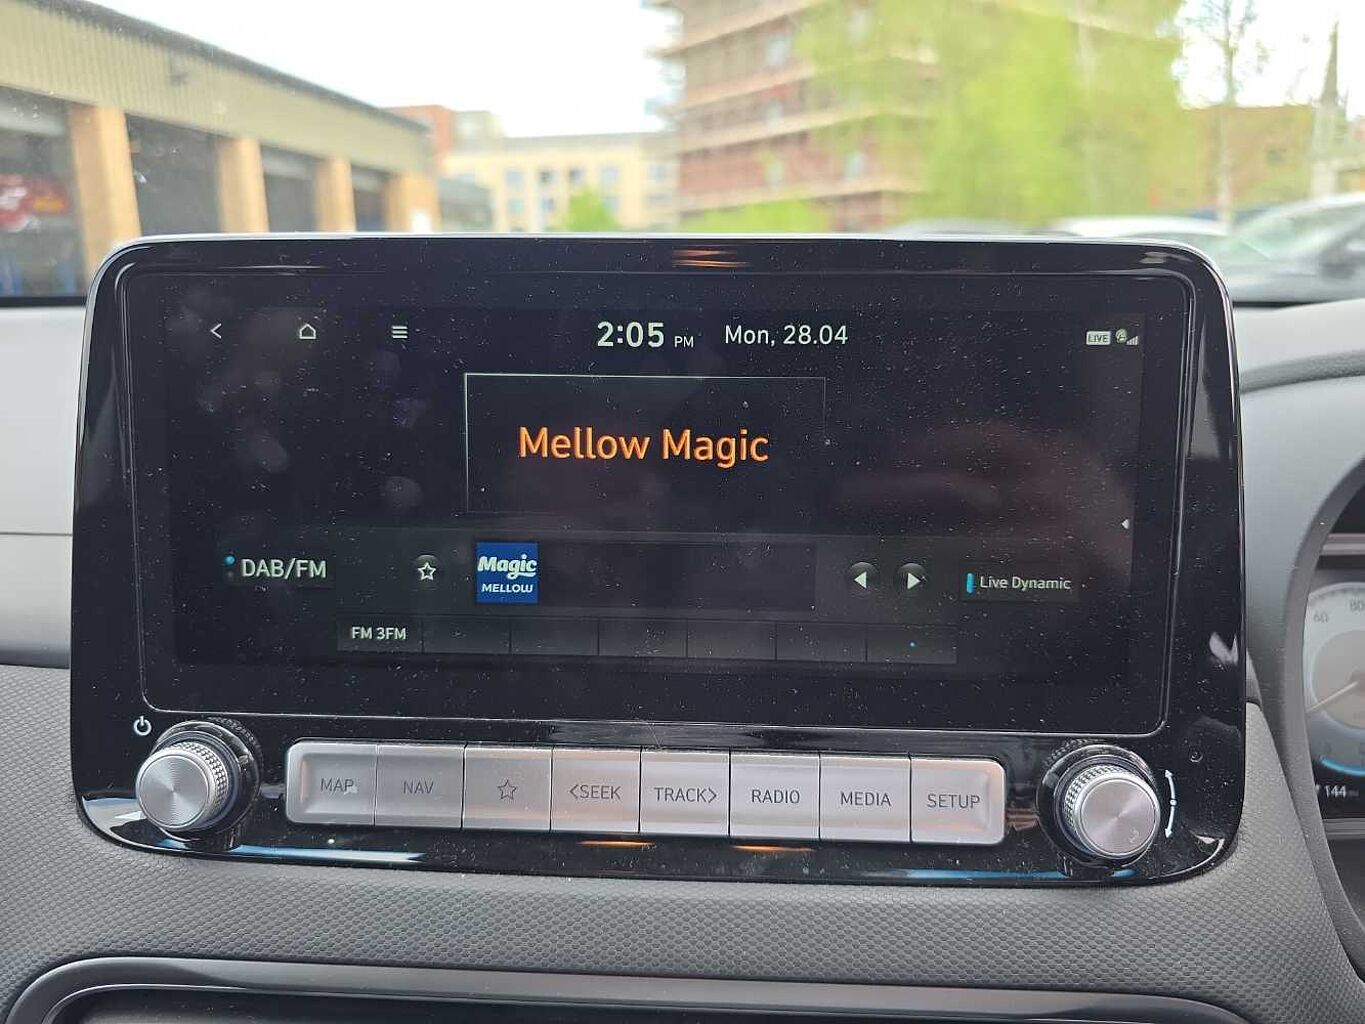 2:05 PM Mon, 28.04
LIVE
Mellow Magic
DAB/FM
Magic
MELLOW
Live Dynamic
FM 3FM
MAP NAV <SEEK TRACK> RADIO MEDIA SETUP
60
144